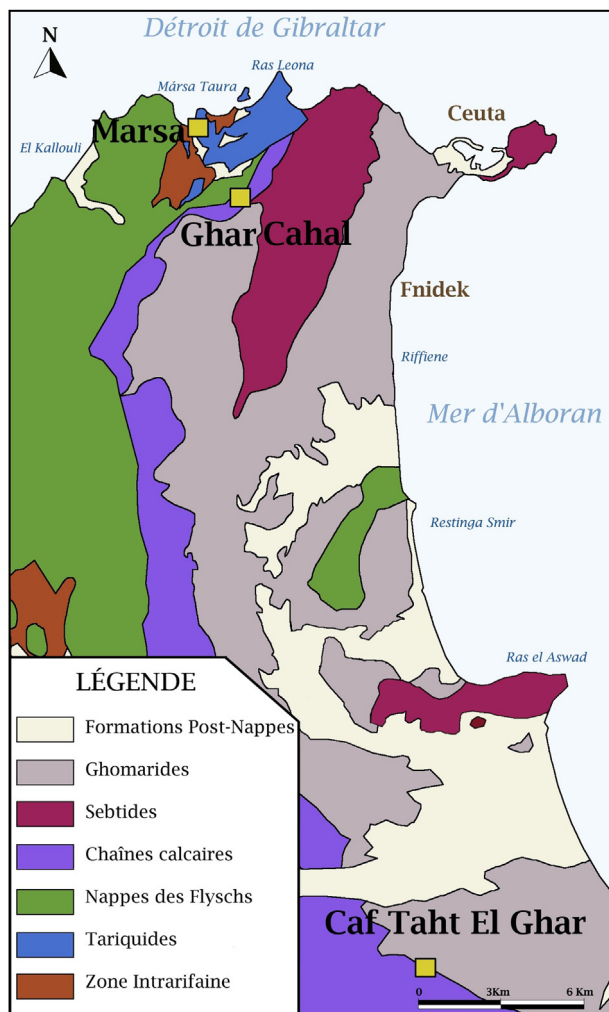 Détroit de Gibraltar
N
Ras Leona
Mársa Taura
Ceuta
Marsa
El Kallouli
Ghar Cahal
Fnidek
Riffiene
Mer d'Alboran
Restinga Smir
Ras el Aswad
LÉGENDE
Formations Post-Nappes
Ghomarides
Sebtides
Chaînes calcaires
Nappes des Flyschs
Tariquides
Zone Intrarifaine
Caf Taht El Ghar
0 3Km 6 Km